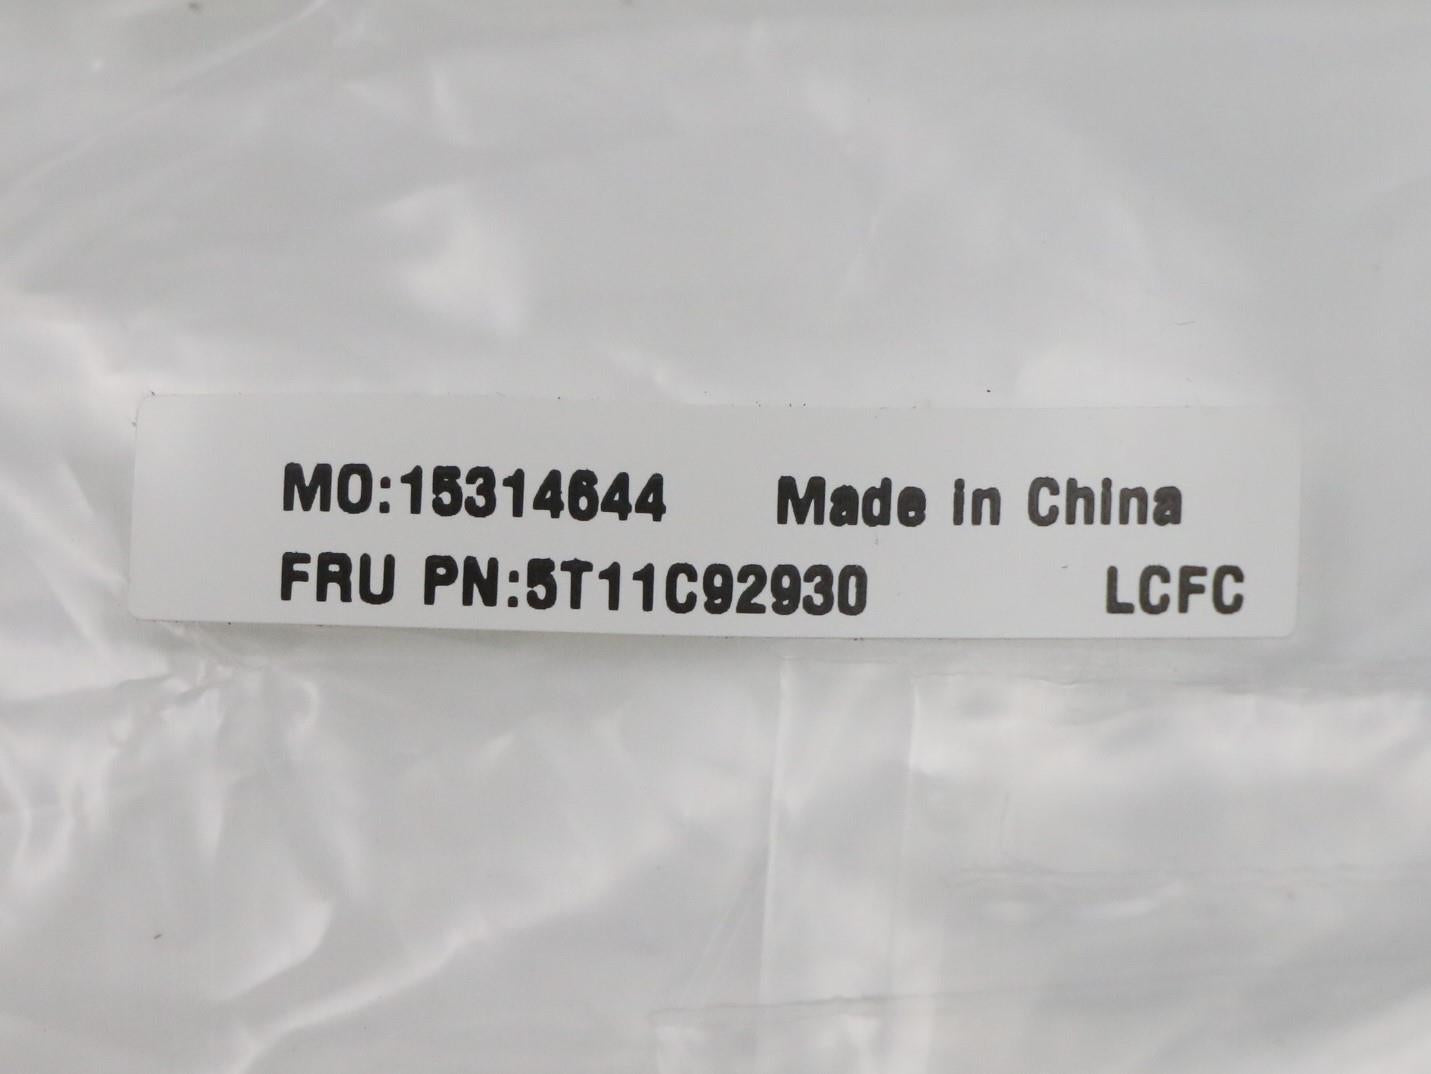 MO:15314644 Made in China
FRU PN:5T11C92930 LCFC